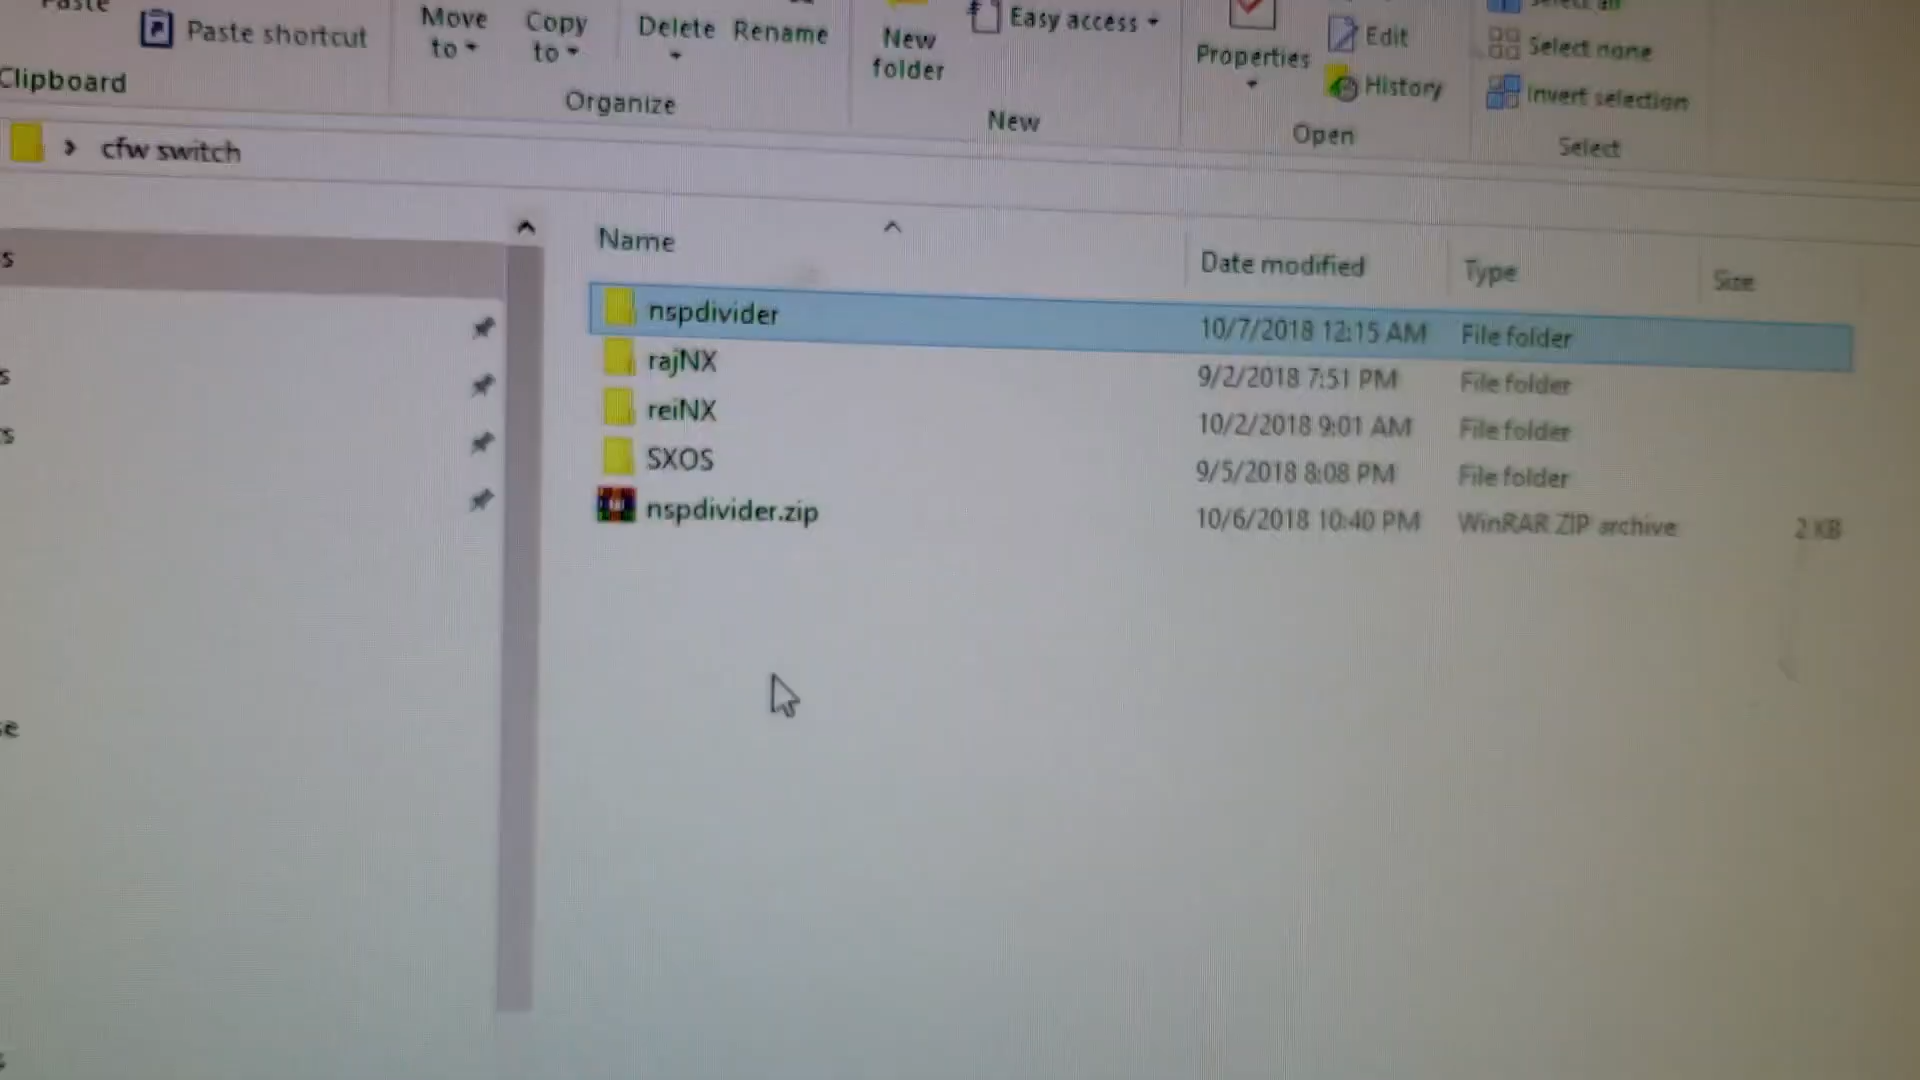 Paste
Paste shortcut
Clipboard
Move to
Copy to
Delete
Rename
Organize
New folder
Easy access
New
Properties
Edit
History
Open
Select all
Select none
Invert selection
Select
cfw switch
Name Date modified Type Size
nspdivider 10/7/2018 12:15 AM File folder
rajNX 9/2/2018 7:51 PM File folder
reiNX 10/2/2018 9:01 AM File folder
SXOS 9/5/2018 8:08 PM File folder
nspdivider.zip 10/6/2018 10:40 PM WinRAR ZIP archive 2 KB